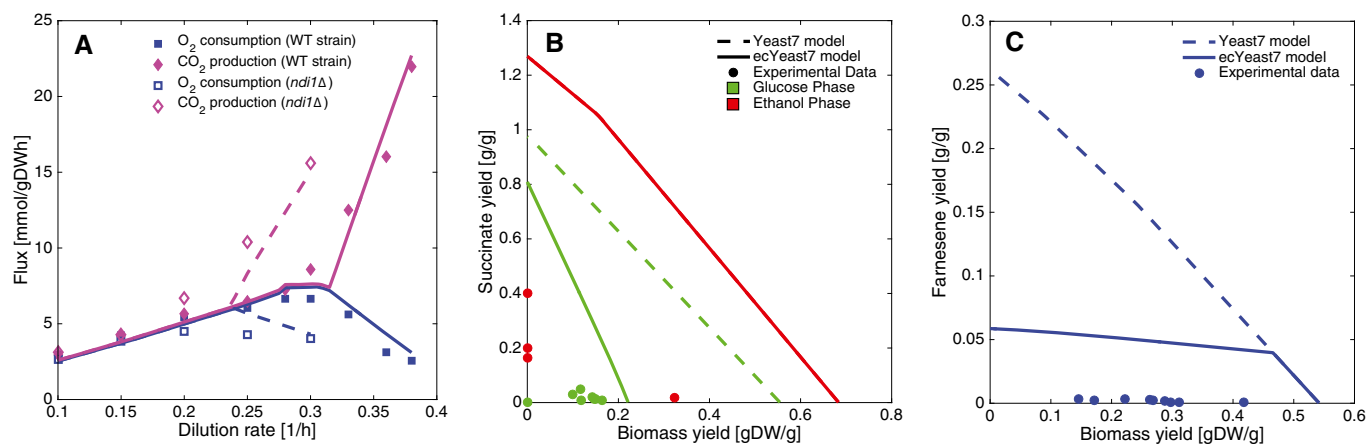 A
O2 consumption (WT strain)
CO2 production (WT strain)
O2 consumption (ndi1Δ)
CO2 production (ndi1Δ)
Flux [mmol/gDWh]
25
20
15
10
5
0
0.1 0.15 0.2 0.25 0.3 0.35 0.4
Dilution rate [1/h]
B
Yeast7 model
ecYeast7 model
Experimental Data
Glucose Phase
Ethanol Phase
Succinate yield [g/g]
1.4
1.2
1
0.8
0.6
0.4
0.2
0
0 0.2 0.4 0.6 0.8
Biomass yield [gDW/g]
C
Yeast7 model
ecYeast7 model
Experimental data
Farnesene yield [g/g]
0.3
0.25
0.2
0.15
0.1
0.05
0
0 0.1 0.2 0.3 0.4 0.5 0.6
Biomass yield [gDW/g]